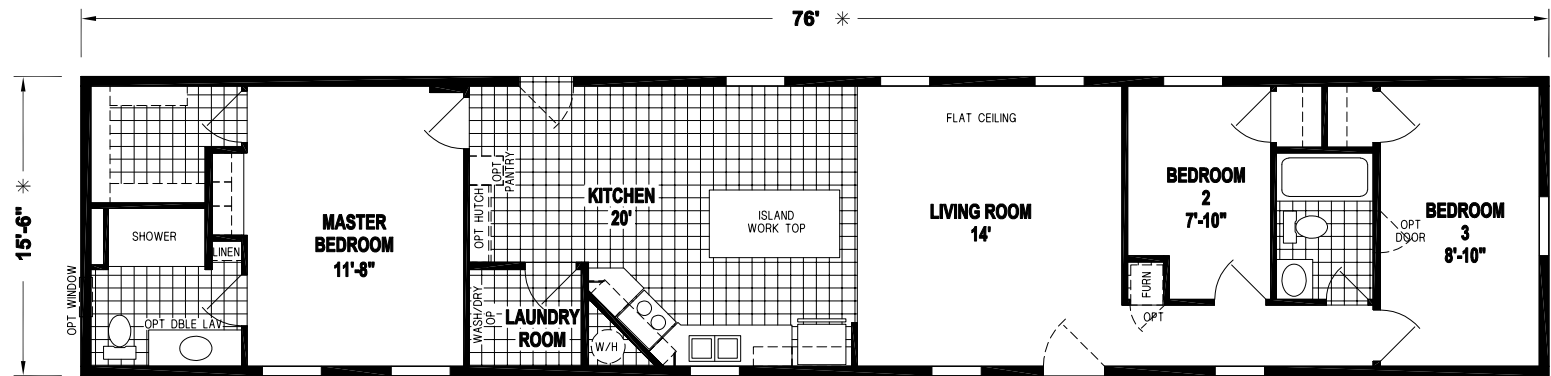 76' ✳
15'-6" ✳
FLAT CEILING
OPT
PANTRY
OPT HUTCH
KITCHEN
20'
ISLAND
WORK TOP
MASTER
BEDROOM
11'-8"
SHOWER
LINEN
OPT WINDOW
OPT DBLE LAV.
WASH/DRY
OP
LAUNDRY
ROOM
W/H
LIVING ROOM
14'
BEDROOM
2
7'-10"
FURN
OPT
OPT
DOOR
BEDROOM
3
8'-10"